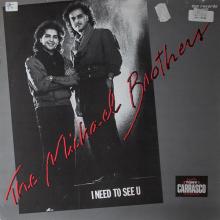 The Michael Brothers
I NEED TO SEE U
CARRASCO